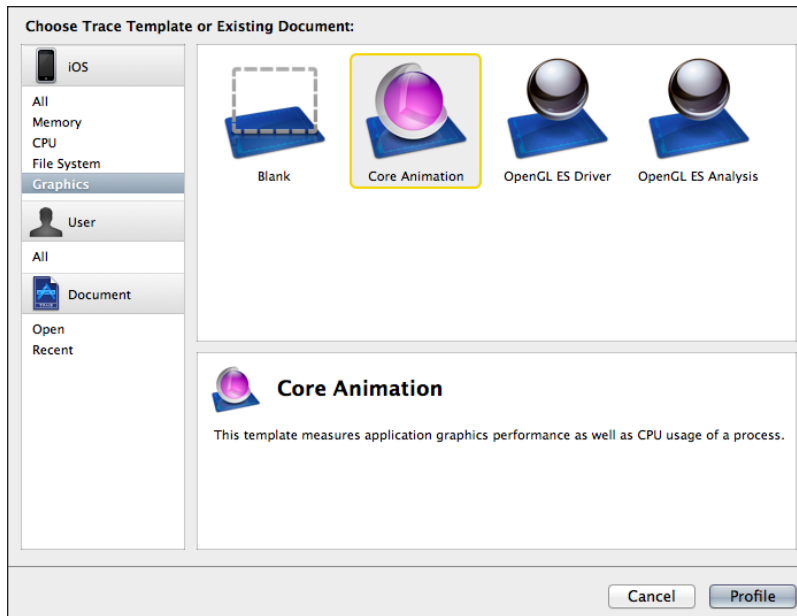 Choose Trace Template or Existing Document:
iOS
All
Memory
CPU
File System
Graphics
User
All
Document
Open
Recent
Blank
Core Animation
OpenGL ES Driver
OpenGL ES Analysis
Core Animation
This template measures application graphics performance as well as CPU usage of a process.
Cancel
Profile